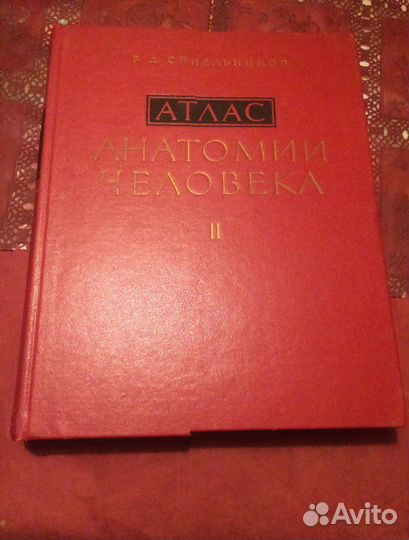 Р. Д. СИНЕЛЬНИКОВ
АТЛАС
АНАТОМИИ
ЧЕЛОВЕКА
II
Avito